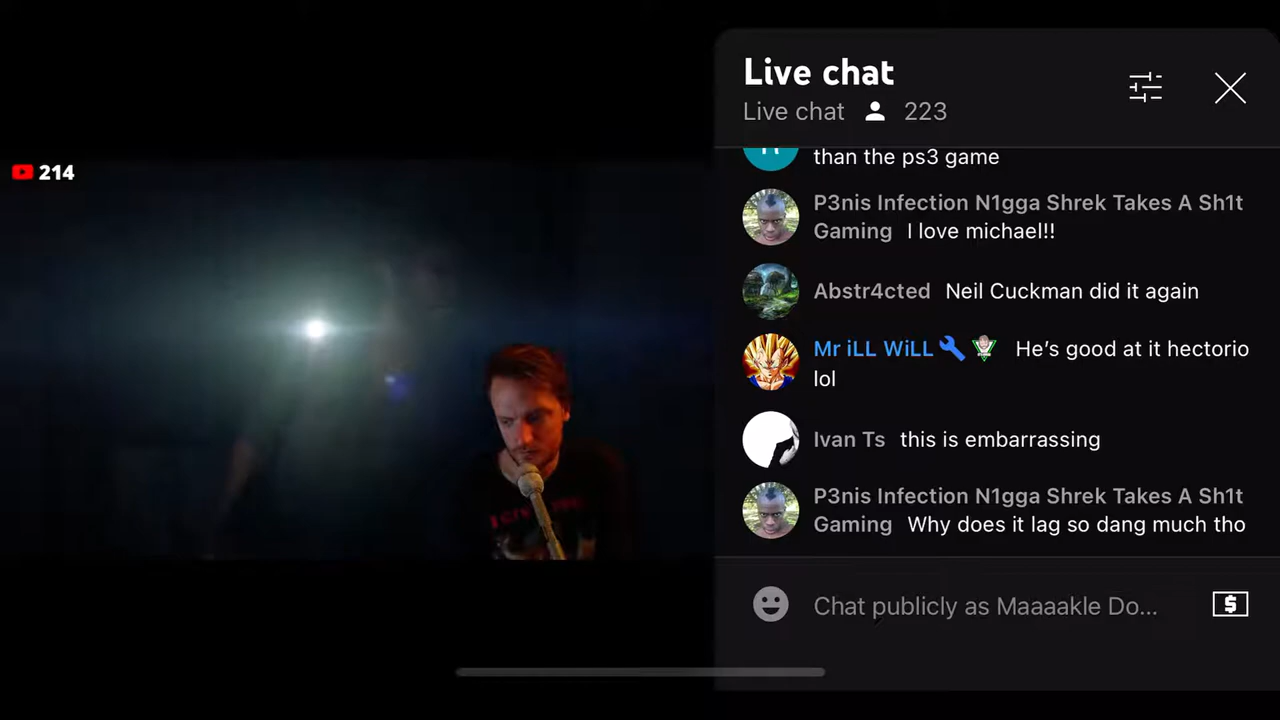 214
I GIVE
Live chat
Live chat 223
than the ps3 game
P3nis Infection N1gga Shrek Takes A Sh1t
Gaming I love michael!!
Abstr4cted Neil Cuckman did it again
Mr iLL WiLL He's good at it hectorio
lol
Ivan Ts this is embarrassing
P3nis Infection N1gga Shrek Takes A Sh1t
Gaming Why does it lag so dang much tho
Chat publicly as Maaaakle Do...
$